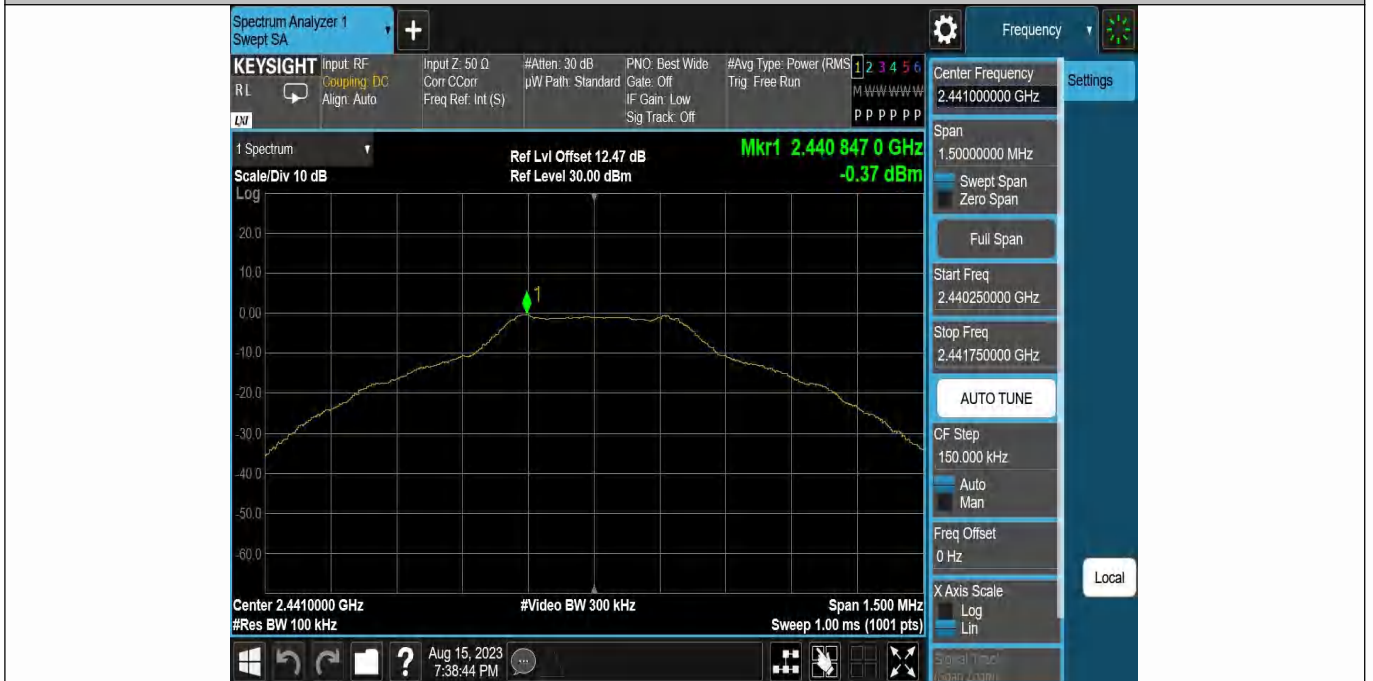 Spectrum Analyzer 1
Swept SA
+
Frequency
KEYSIGHT
RL
LXI
Input: RF
Coupling: DC
Align: Auto
Input Z: 50 Ω
Corr CCorr
Freq Ref: Int (S)
#Atten: 30 dB
µW Path: Standard
PNO: Best Wide
Gate: Off
IF Gain: Low
Sig Track: Off
#Avg Type: Power (RMS
Trig: Free Run
1 2 3 4 5 6
M W W W W W
P P P P P P
1 Spectrum
Scale/Div 10 dB
Ref Lvl Offset 12.47 dB
Ref Level 30.00 dBm
Mkr1 2.440 847 0 GHz
-0.37 dBm
Log
20.0
10.0
0.00
-10.0
-20.0
-30.0
-40.0
-50.0
-60.0
1
Center 2.4410000 GHz
#Res BW 100 kHz
#Video BW 300 kHz
Span 1.500 MHz
Sweep 1.00 ms (1001 pts)
Aug 15, 2023
7:38:44 PM
?
Center Frequency
2.441000000 GHz
Settings
Span
1.50000000 MHz
Swept Span
Zero Span
Full Span
Start Freq
2.440250000 GHz
Stop Freq
2.441750000 GHz
AUTO TUNE
CF Step
150.000 kHz
Auto
Man
Freq Offset
0 Hz
X Axis Scale
Log
Lin
Signal Track
(Span Zoom)
Local